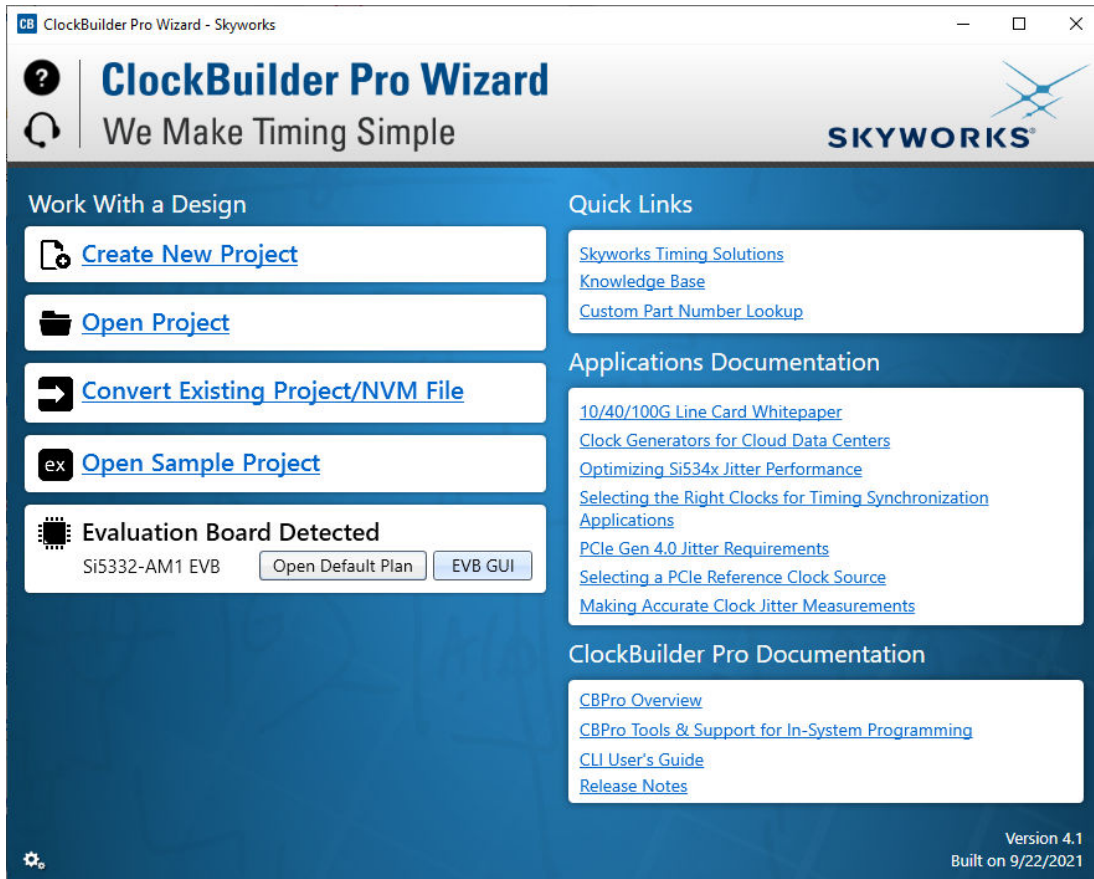 CB ClockBuilder Pro Wizard - Skyworks
?
ClockBuilder Pro Wizard
We Make Timing Simple
SKYWORKS®
Work With a Design
Create New Project
Open Project
Convert Existing Project/NVM File
ex Open Sample Project
Evaluation Board Detected
Si5332-AM1 EVB
Open Default Plan
EVB GUI
Quick Links
Skyworks Timing Solutions
Knowledge Base
Custom Part Number Lookup
Applications Documentation
10/40/100G Line Card Whitepaper
Clock Generators for Cloud Data Centers
Optimizing Si534x Jitter Performance
Selecting the Right Clocks for Timing Synchronization
Applications
PCIe Gen 4.0 Jitter Requirements
Selecting a PCIe Reference Clock Source
Making Accurate Clock Jitter Measurements
ClockBuilder Pro Documentation
CBPro Overview
CBPro Tools & Support for In-System Programming
CLI User's Guide
Release Notes
Version 4.1
Built on 9/22/2021